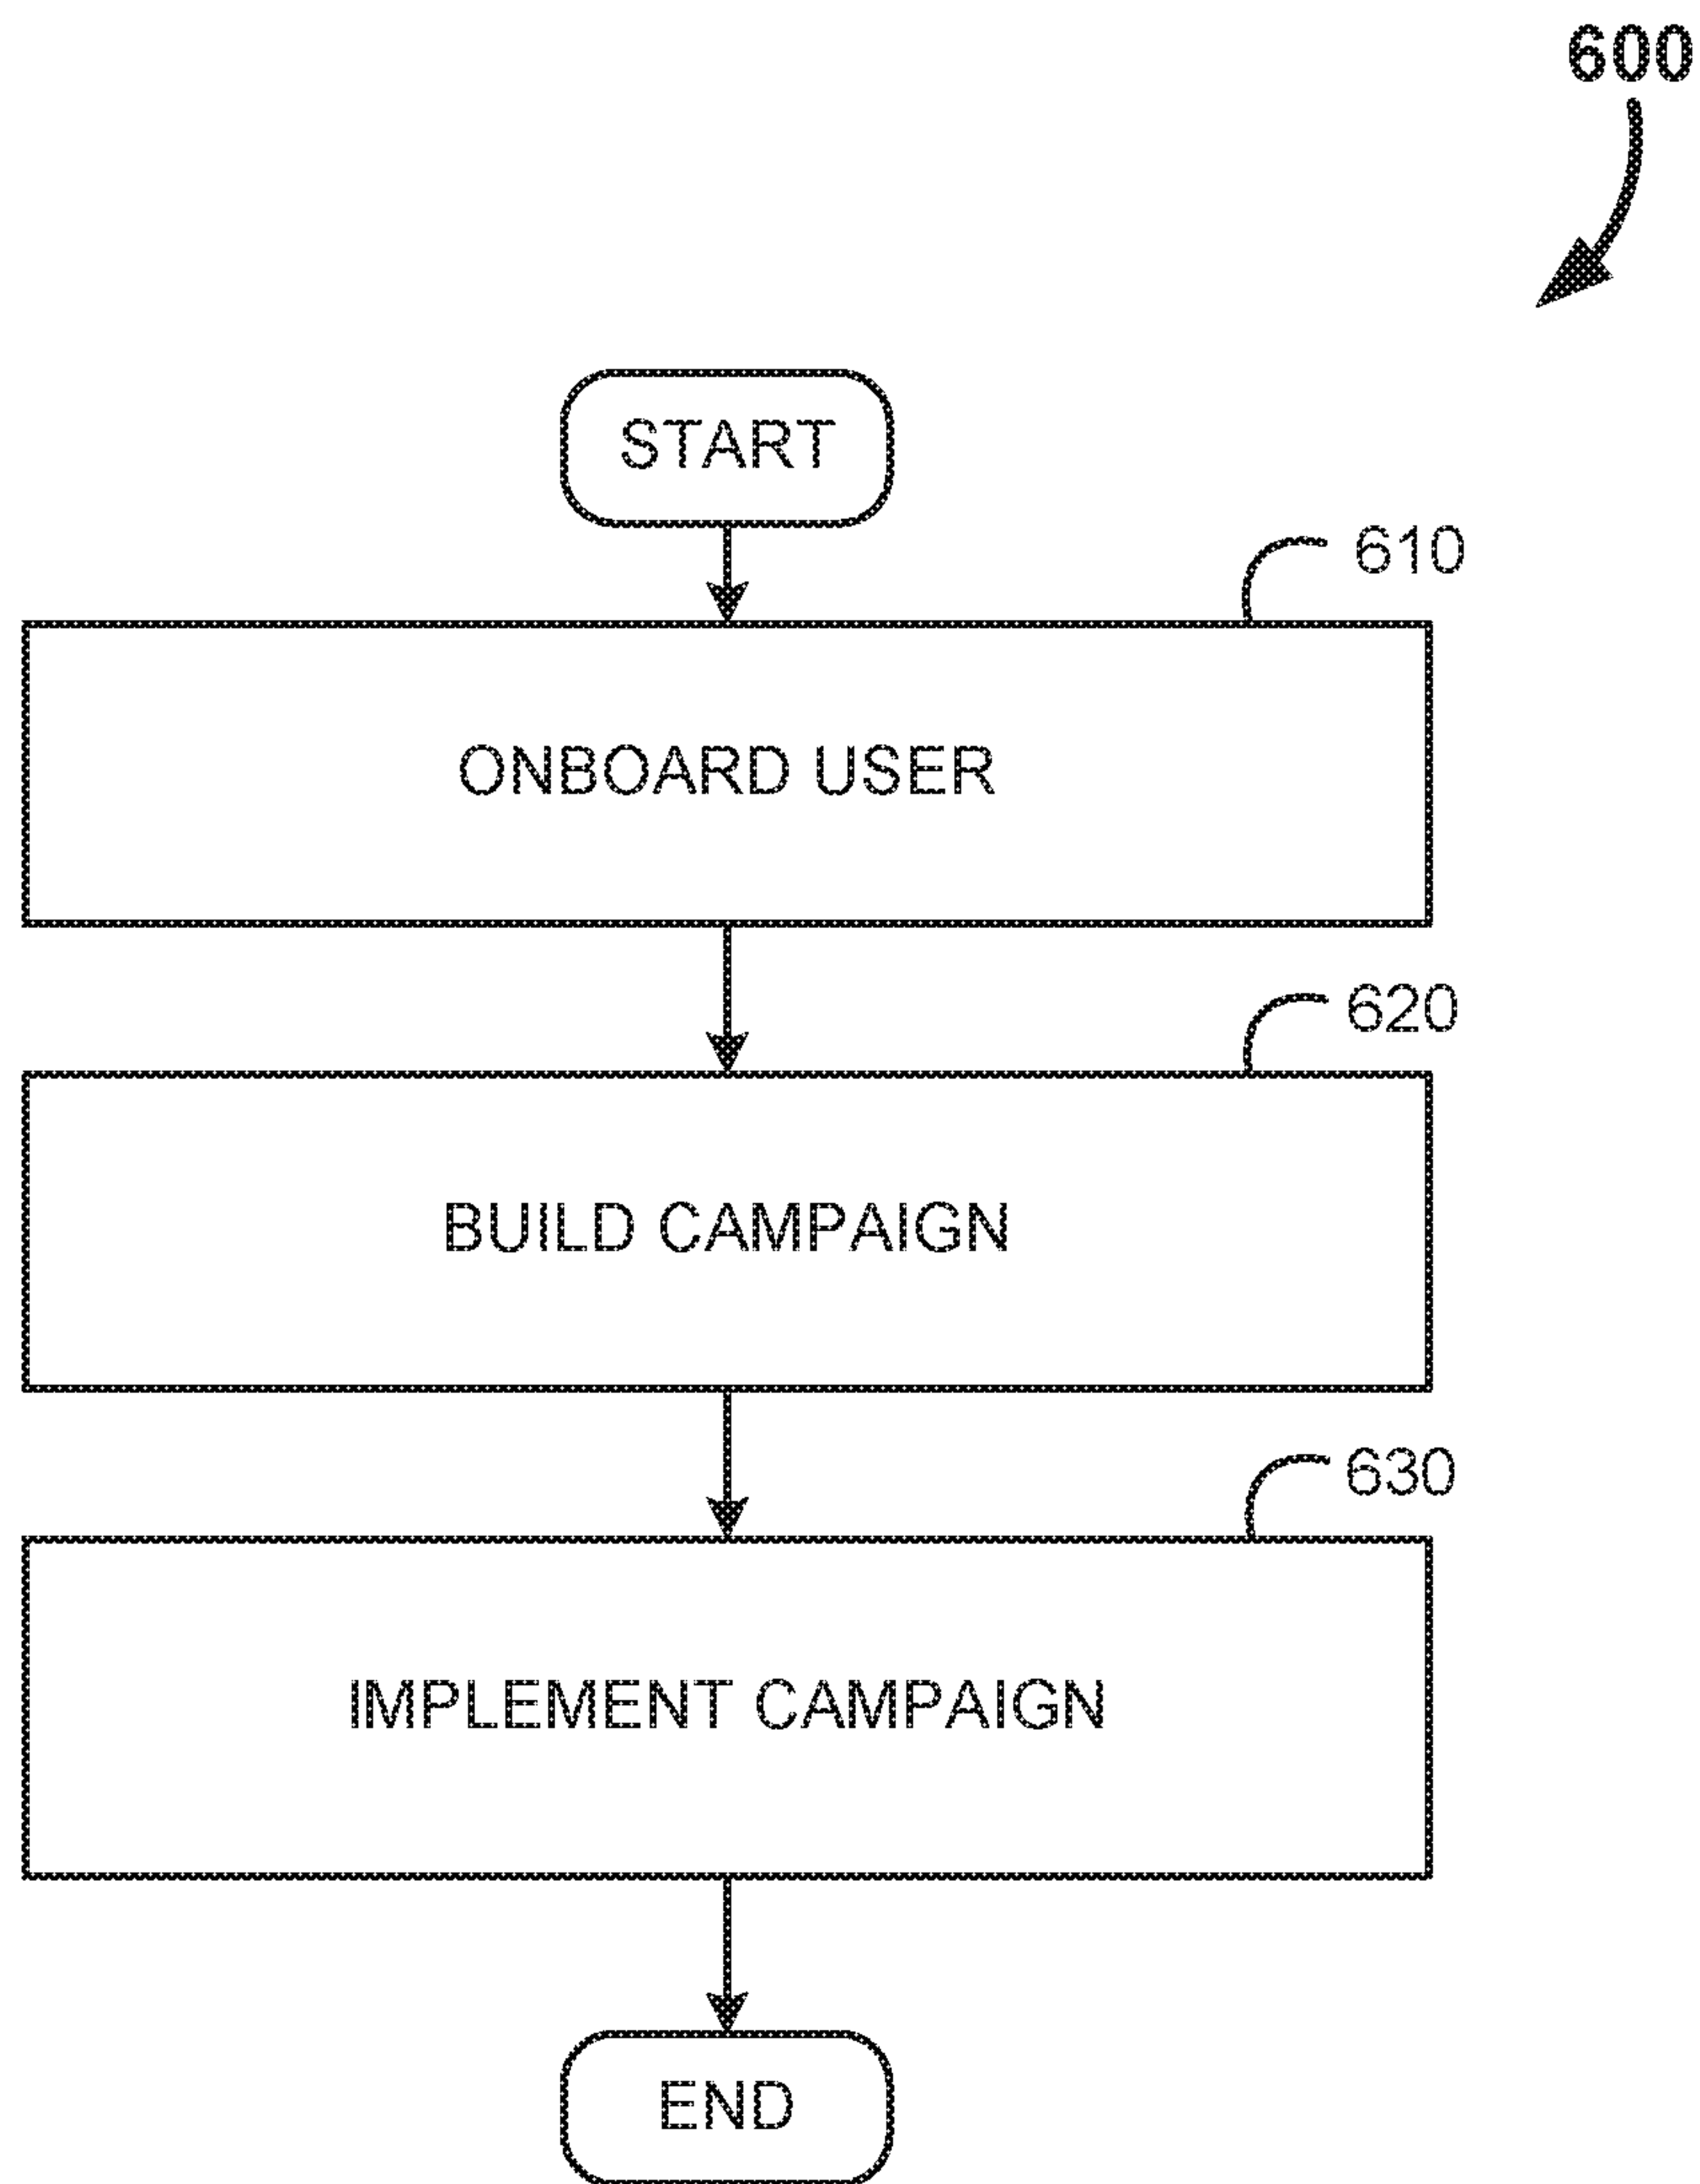 600
START
610
ONBOARD USER
620
BUILD CAMPAIGN
630
IMPLEMENT CAMPAIGN
END